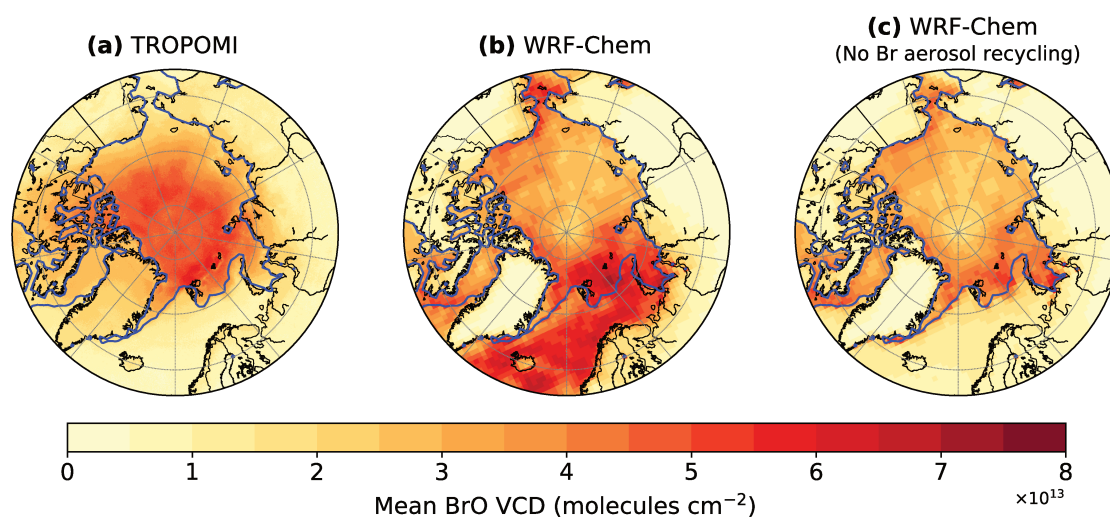 (a) TROPOMI
(b) WRF-Chem
(c) WRF-Chem
(No Br aerosol recycling)
0 1 2 3 4 5 6 7 8
×10¹³
Mean BrO VCD (molecules cm⁻²)